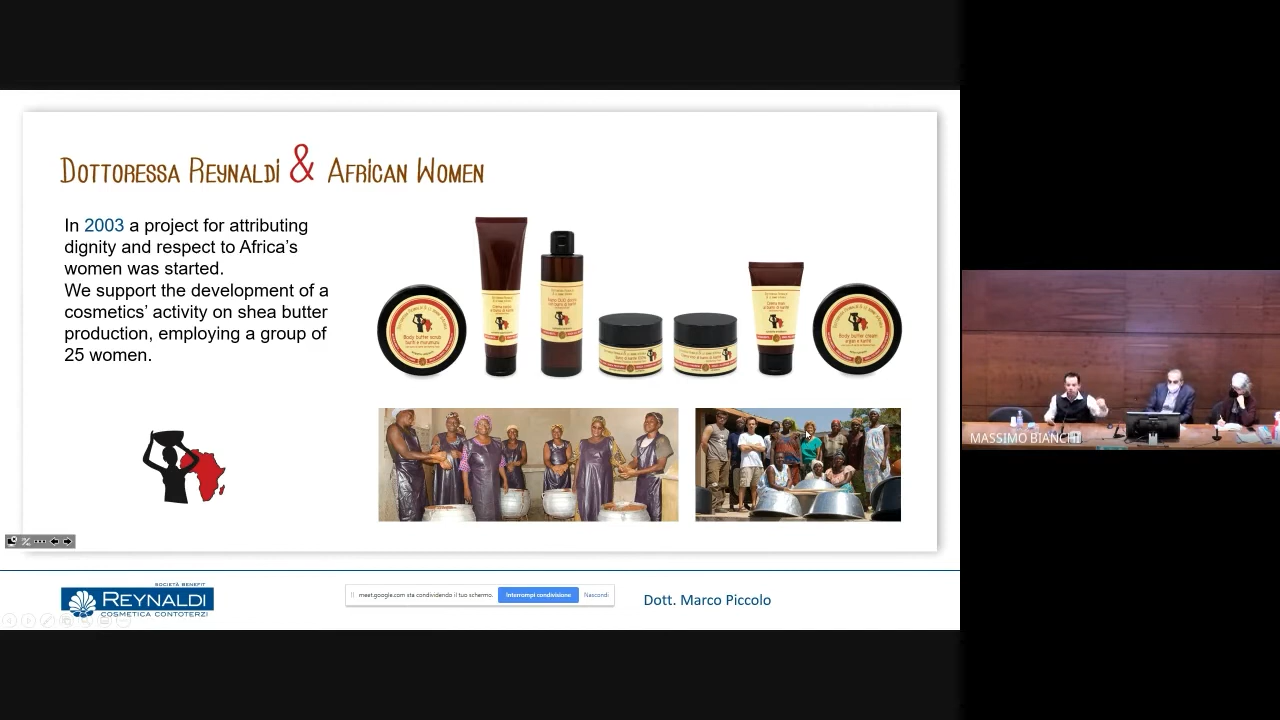 DOTTORESSA REYNALDI & AFRICAN WOMEN
In 2003 a project for attributing
dignity and respect to Africa's
women was started.
We support the development of a
cosmetics' activity on shea butter
production, employing a group of
25 women.
Body butter scrub
Body butter cream
MASSIMO BIANCHI
SOCIETÀ BENEFIT
REYNALDI
COSMETICA CONTOTERZI
meet.google.com sta condividendo il tuo schermo.
Interrompi condivisione
Nascondi
Dott. Marco Piccolo